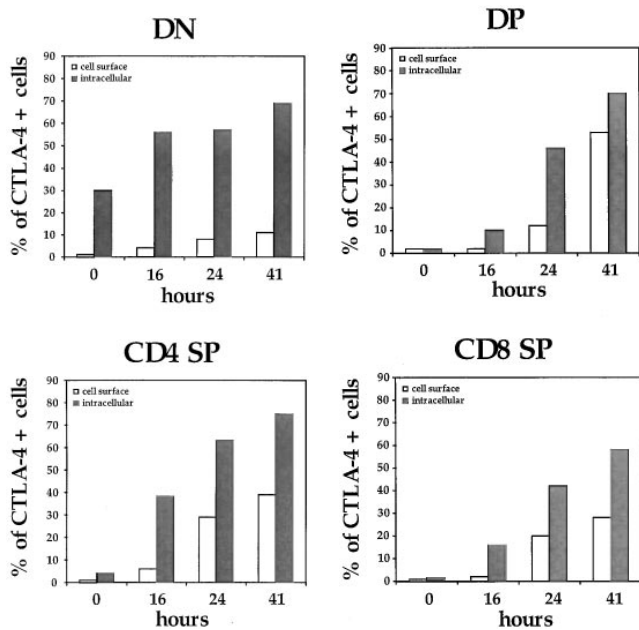 DN
% of CTLA-4 + cells
90
80
70
60
50
40
30
20
10
0
cell surface
intracellular
0 16 24 41
hours
DP
% of CTLA-4 + cells
90
80
70
60
50
40
30
20
10
0
cell surface
intracellular
0 16 24 41
hours
CD4 SP
% of CTLA-4 + cells
90
80
70
60
50
40
30
20
10
0
cell surface
intracellular
0 16 24 41
hours
CD8 SP
% of CTLA-4 + cells
90
80
70
60
50
40
30
20
10
0
cell surface
intracellular
0 16 24 41
hours